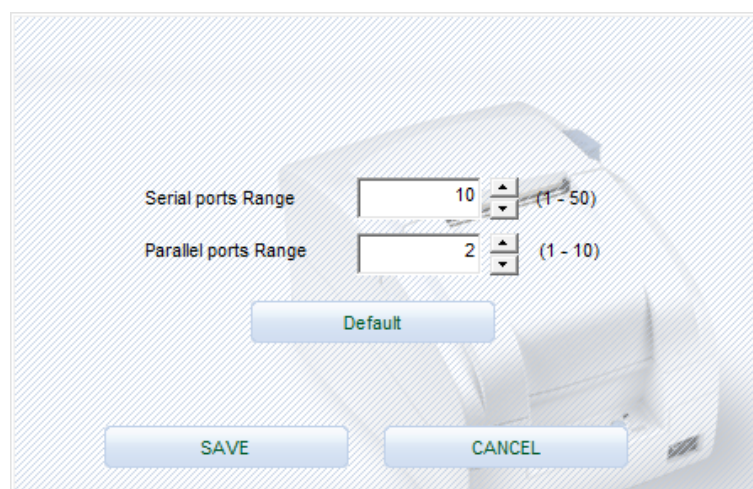 Serial ports Range 10 (1 - 50)
Parallel ports Range 2 (1 - 10)
Default
SAVE CANCEL